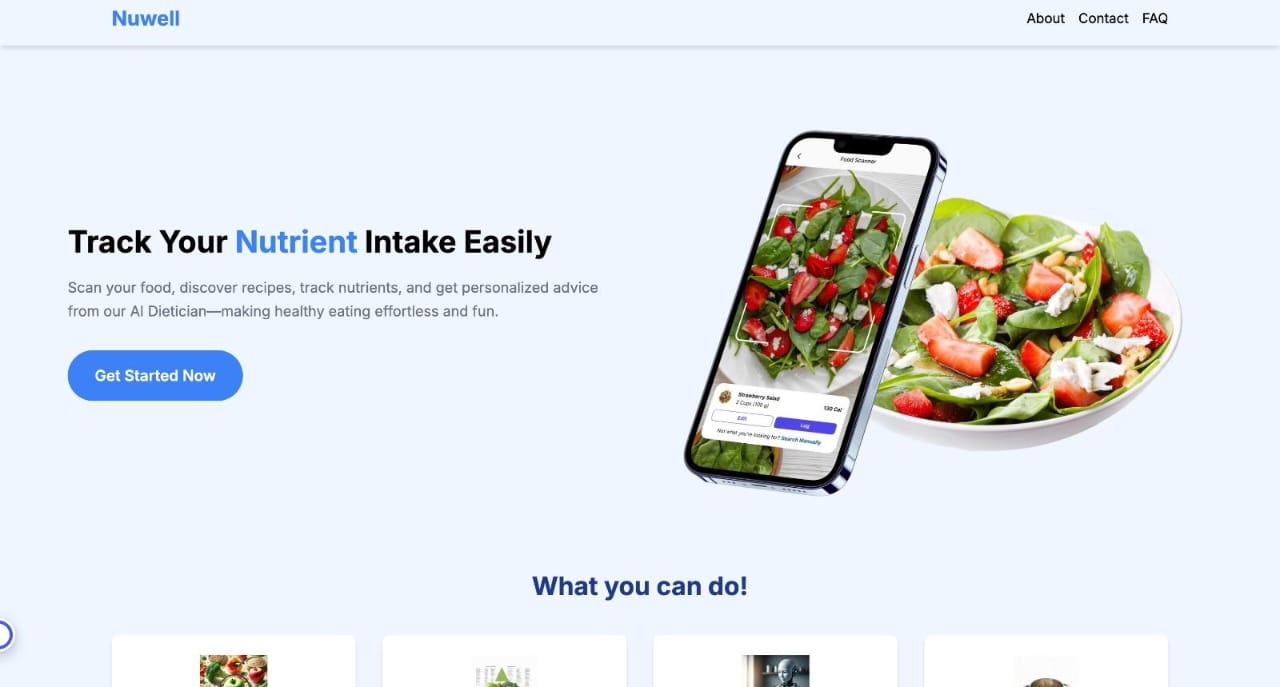 Nuwell
About Contact FAQ
Track Your Nutrient Intake Easily
Scan your food, discover recipes, track nutrients, and get personalized advice
from our AI Dietician—making healthy eating effortless and fun.
Get Started Now
Food Scanner
Strawberry Salad
2 Cups (100 g)
130 Cal
Edit
Log
Not what you're looking for? Search Manually
What you can do!